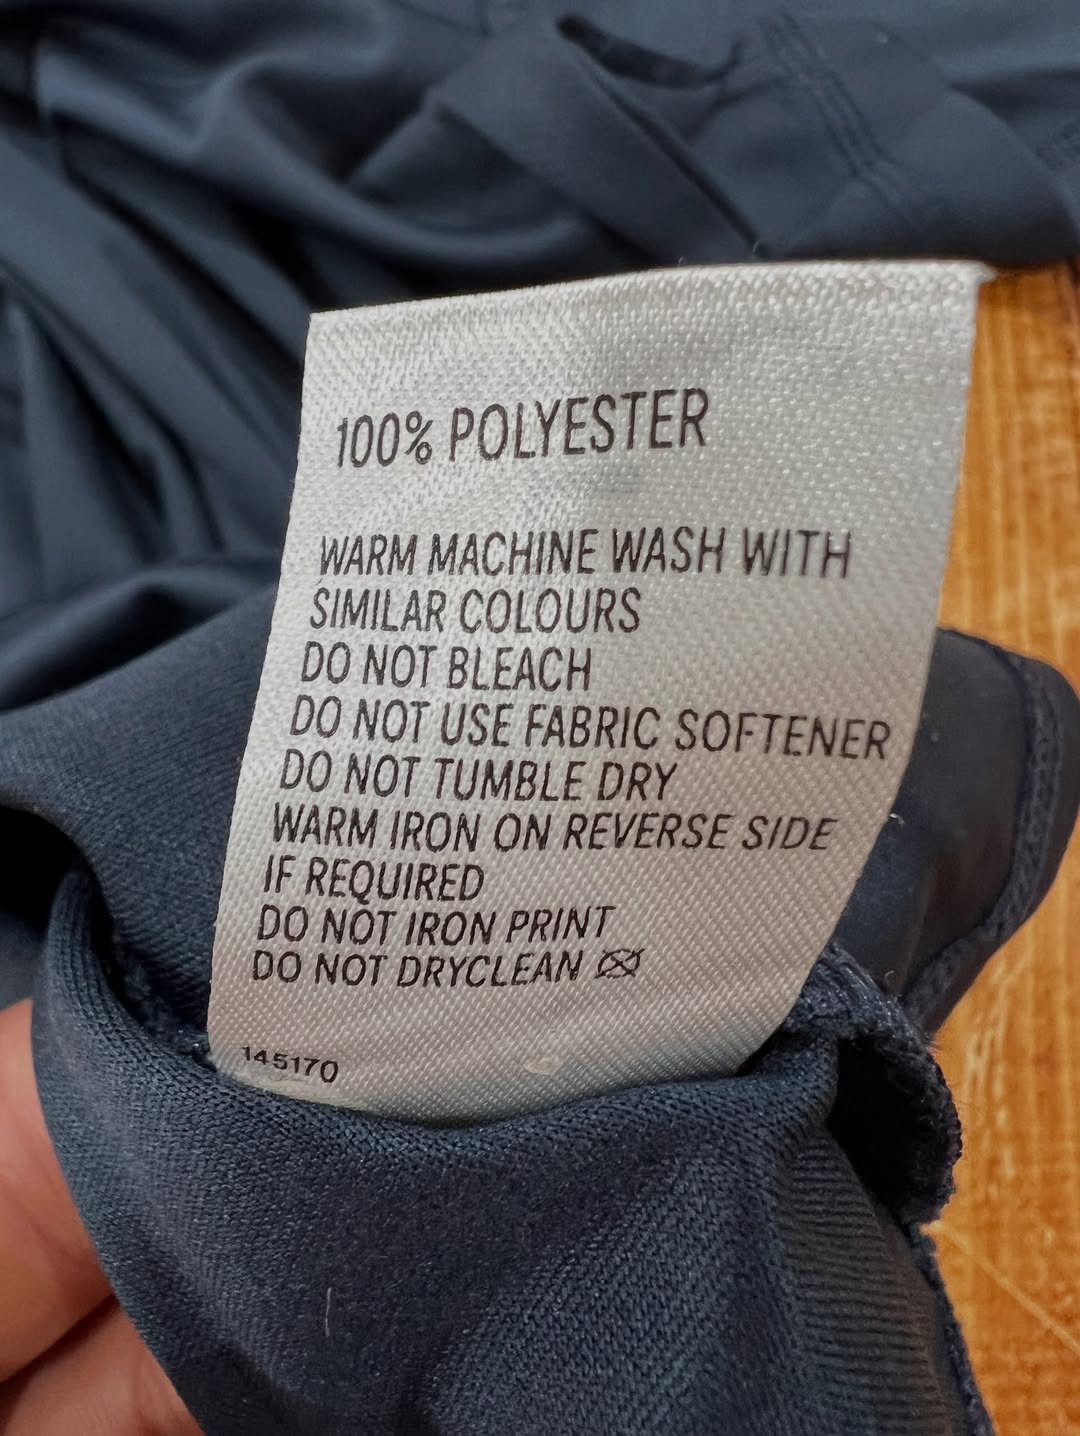 100% POLYESTER
WARM MACHINE WASH WITH
SIMILAR COLOURS
DO NOT BLEACH
DO NOT USE FABRIC SOFTENER
DO NOT TUMBLE DRY
WARM IRON ON REVERSE SIDE
IF REQUIRED
DO NOT IRON PRINT
DO NOT DRYCLEAN
145170